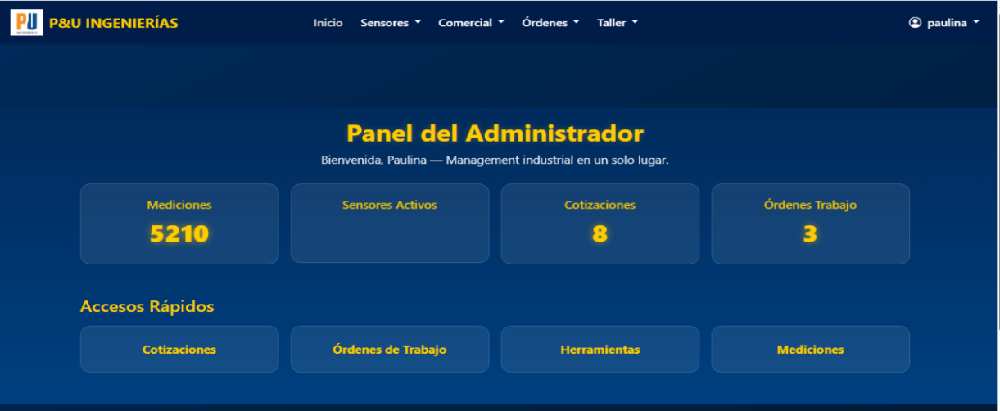 PU
P&U INGENIERÍAS
Inicio
Sensores
Comercial
Órdenes
Taller
paulina
Panel del Administrador
Bienvenida, Paulina — Management industrial en un solo lugar.
Mediciones
5210
Sensores Activos
Cotizaciones
8
Órdenes Trabajo
3
Accesos Rápidos
Cotizaciones
Órdenes de Trabajo
Herramientas
Mediciones